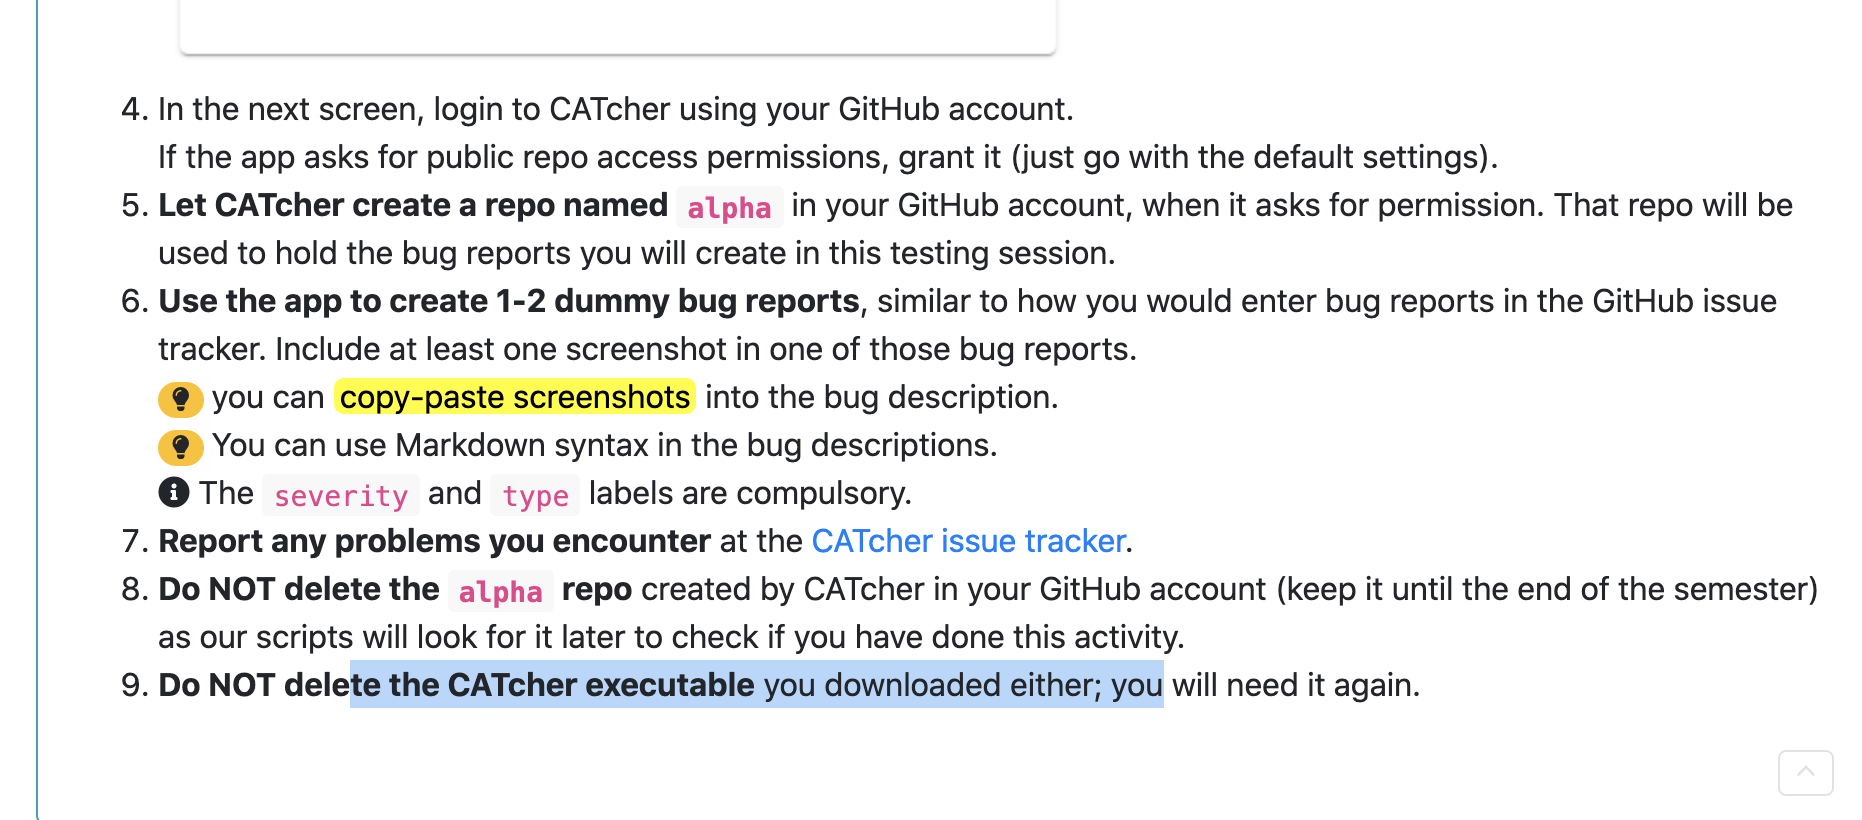 4. In the next screen, login to CATcher using your GitHub account.
If the app asks for public repo access permissions, grant it (just go with the default settings).
5. Let CATcher create a repo named alpha in your GitHub account, when it asks for permission. That repo will be
used to hold the bug reports you will create in this testing session.
6. Use the app to create 1-2 dummy bug reports, similar to how you would enter bug reports in the GitHub issue
tracker. Include at least one screenshot in one of those bug reports.
you can copy-paste screenshots into the bug description.
You can use Markdown syntax in the bug descriptions.
The severity and type labels are compulsory.
7. Report any problems you encounter at the CATcher issue tracker.
8. Do NOT delete the alpha repo created by CATcher in your GitHub account (keep it until the end of the semester)
as our scripts will look for it later to check if you have done this activity.
9. Do NOT delete the CATcher executable you downloaded either; you will need it again.